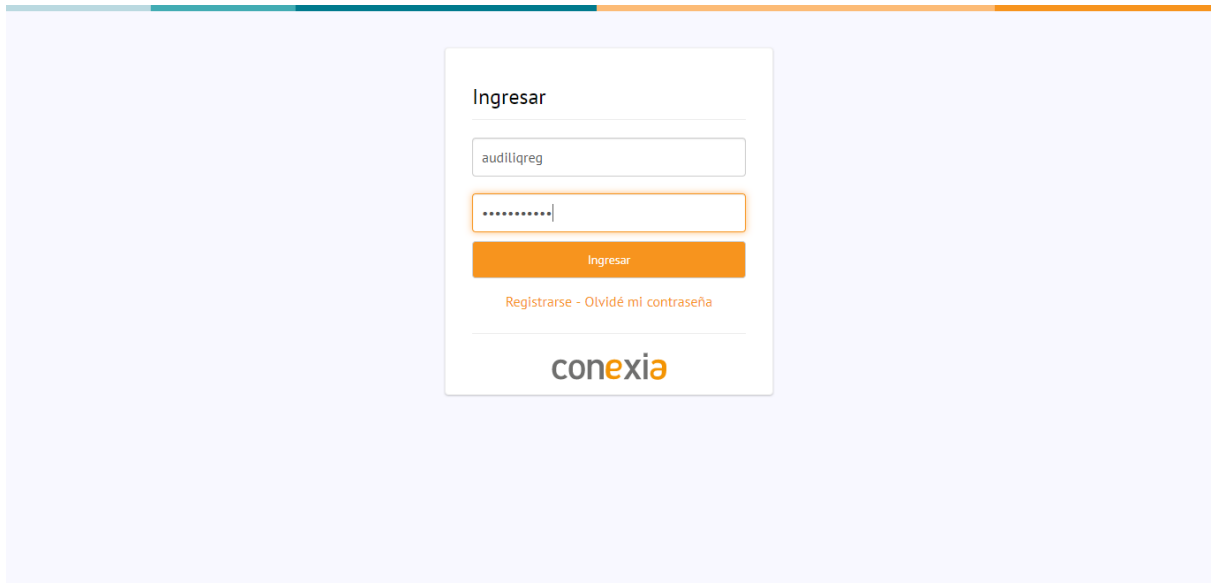 Ingresar
audiliqreg
•••••••••••
Ingresar
Registrarse - Olvidé mi contraseña
conexia